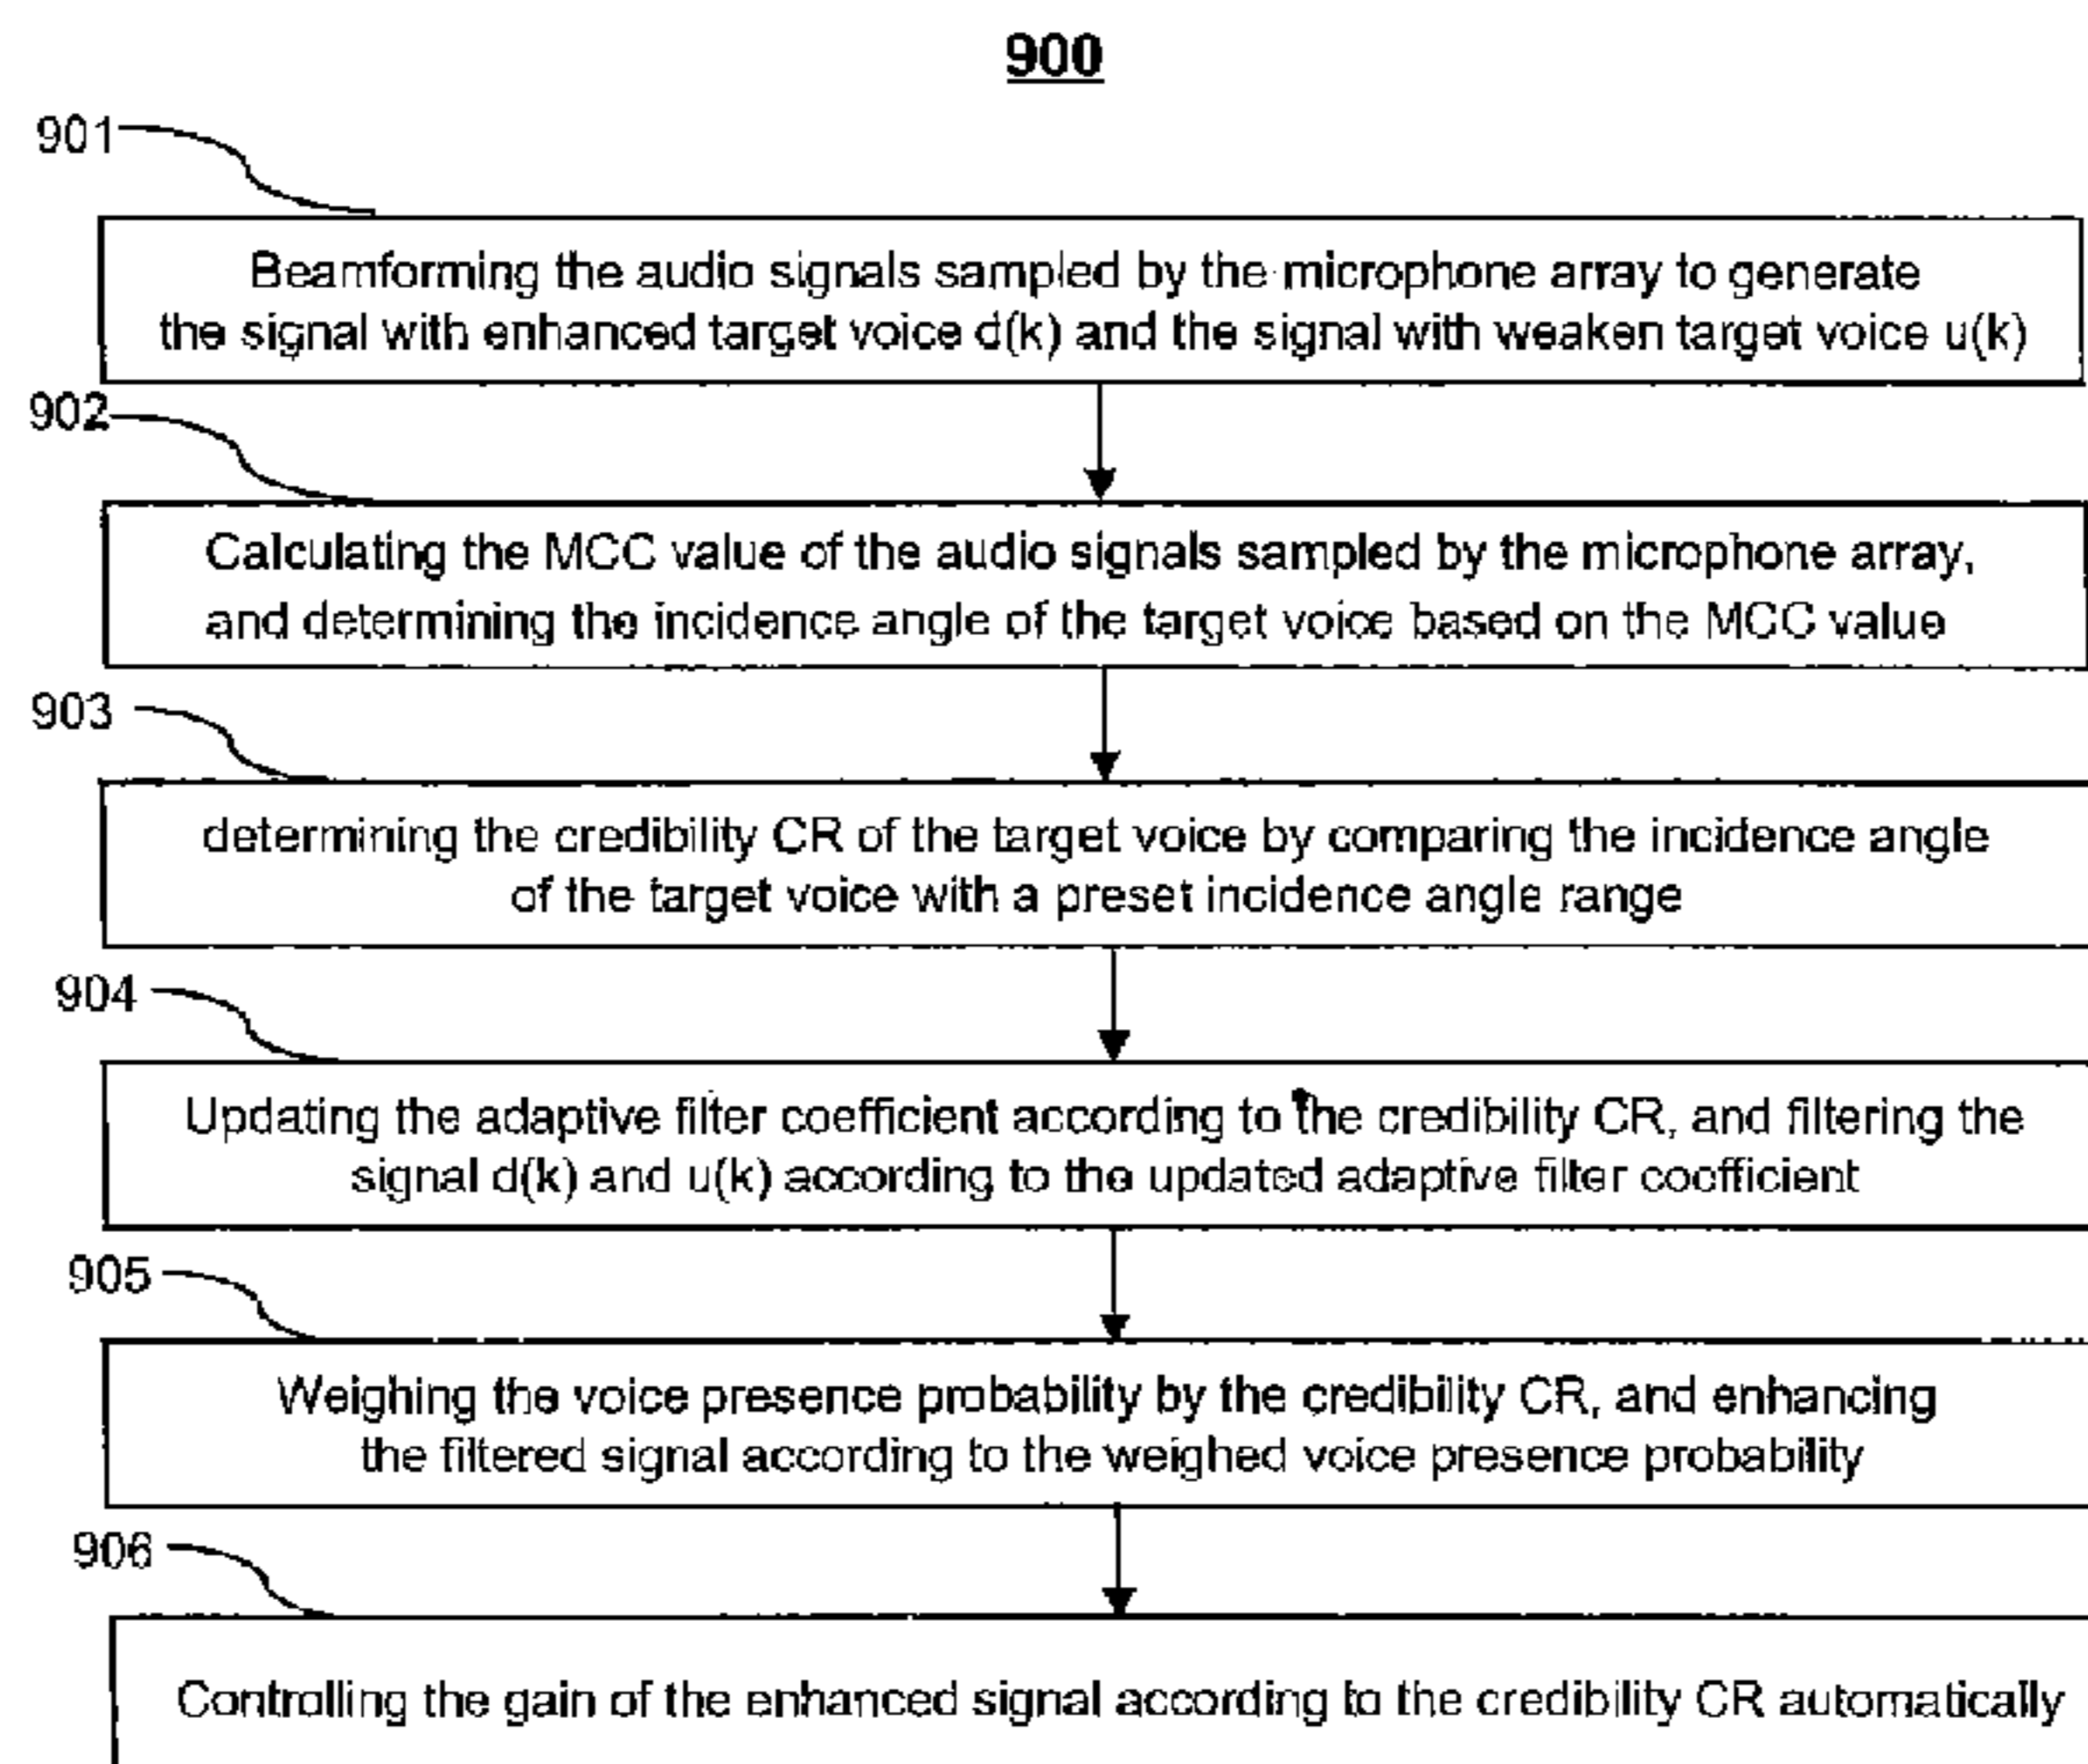 900
901
Beamforming the audio signals sampled by the microphone array to generate
the signal with enhanced target voice d(k) and the signal with weaken target voice u(k)
902
Calculating the MCC value of the audio signals sampled by the microphone array,
and determining the incidence angle of the target voice based on the MCC value
903
determining the credibility CR of the target voice by comparing the incidence angle
of the target voice with a preset incidence angle range
904
Updating the adaptive filter coefficient according to the credibility CR, and filtering the
signal d(k) and u(k) according to the updated adaptive filter coefficient
905
Weighing the voice presence probability by the credibility CR, and enhancing
the filtered signal according to the weighed voice presence probability
906
Controlling the gain of the enhanced signal according to the credibility CR automatically